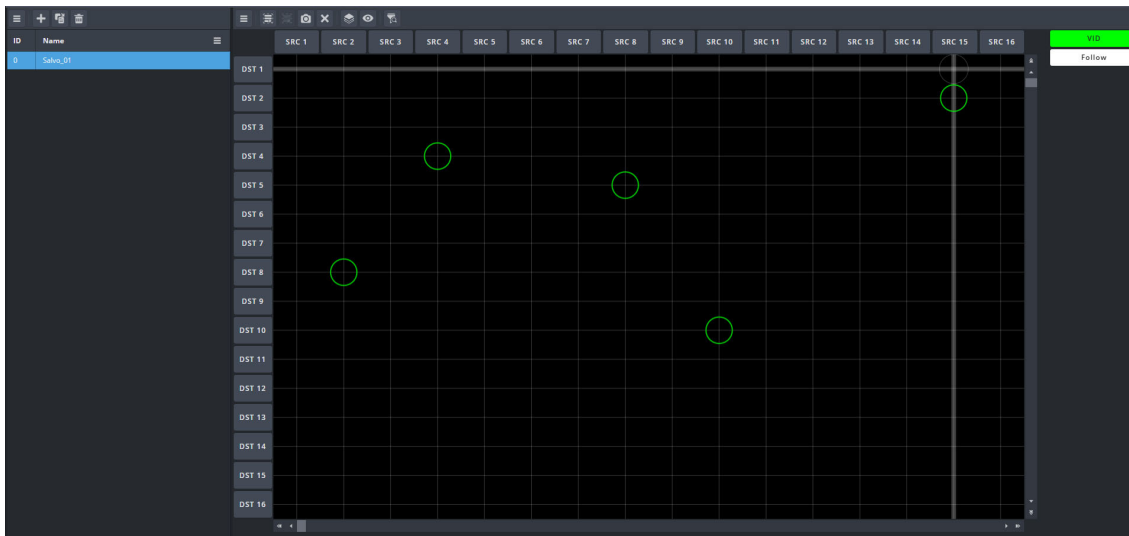 ID Name
0 Salvo_01
SRC 1 SRC 2 SRC 3 SRC 4 SRC 5 SRC 6 SRC 7 SRC 8 SRC 9 SRC 10 SRC 11 SRC 12 SRC 13 SRC 14 SRC 15 SRC 16
DST 1
DST 2
DST 3
DST 4
DST 5
DST 6
DST 7
DST 8
DST 9
DST 10
DST 11
DST 12
DST 13
DST 14
DST 15
DST 16
VID
Follow